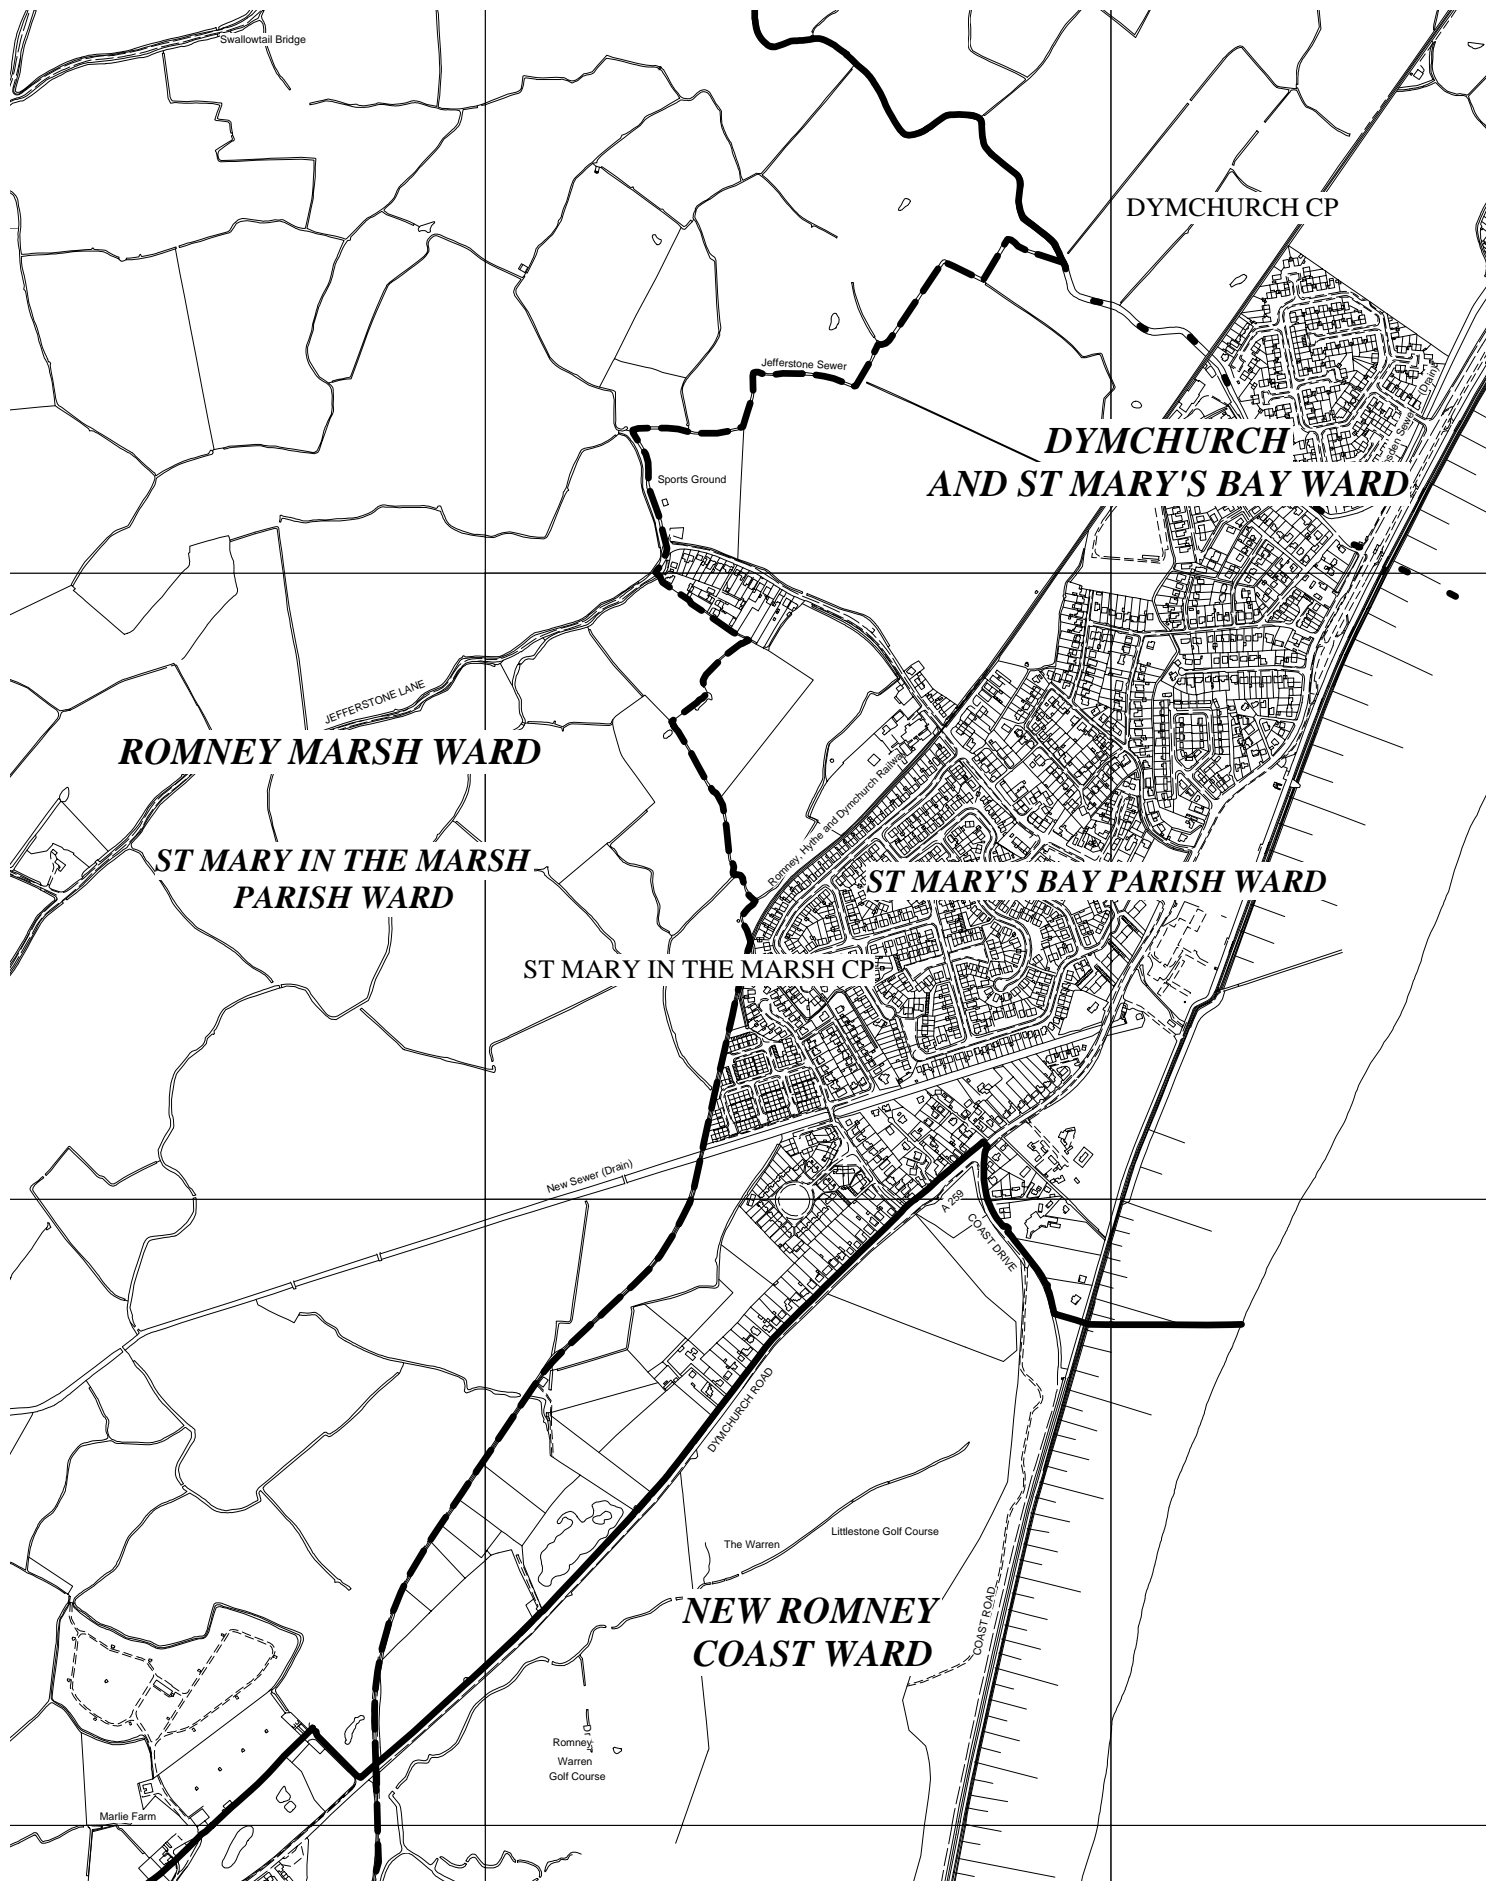 Swallowtail Bridge
DYMCHURCH CP
Jefferstone Sewer
DYMCHURCH
AND ST MARY'S BAY WARD
Sports Ground
JEFFERSTONE LANE
ROMNEY MARSH WARD
Romney, Hythe and Dymchurch Railway
ST MARY IN THE MARSH
PARISH WARD
ST MARY'S BAY PARISH WARD
ST MARY IN THE MARSH CP
New Sewer (Drain)
A 259
COAST DRIVE
DYMCHURCH ROAD
Littlestone Golf Course
The Warren
NEW ROMNEY
COAST WARD
COAST ROAD
Dr
Romney
Warren
Golf Course
Marlie Farm
Sewer (Drain)